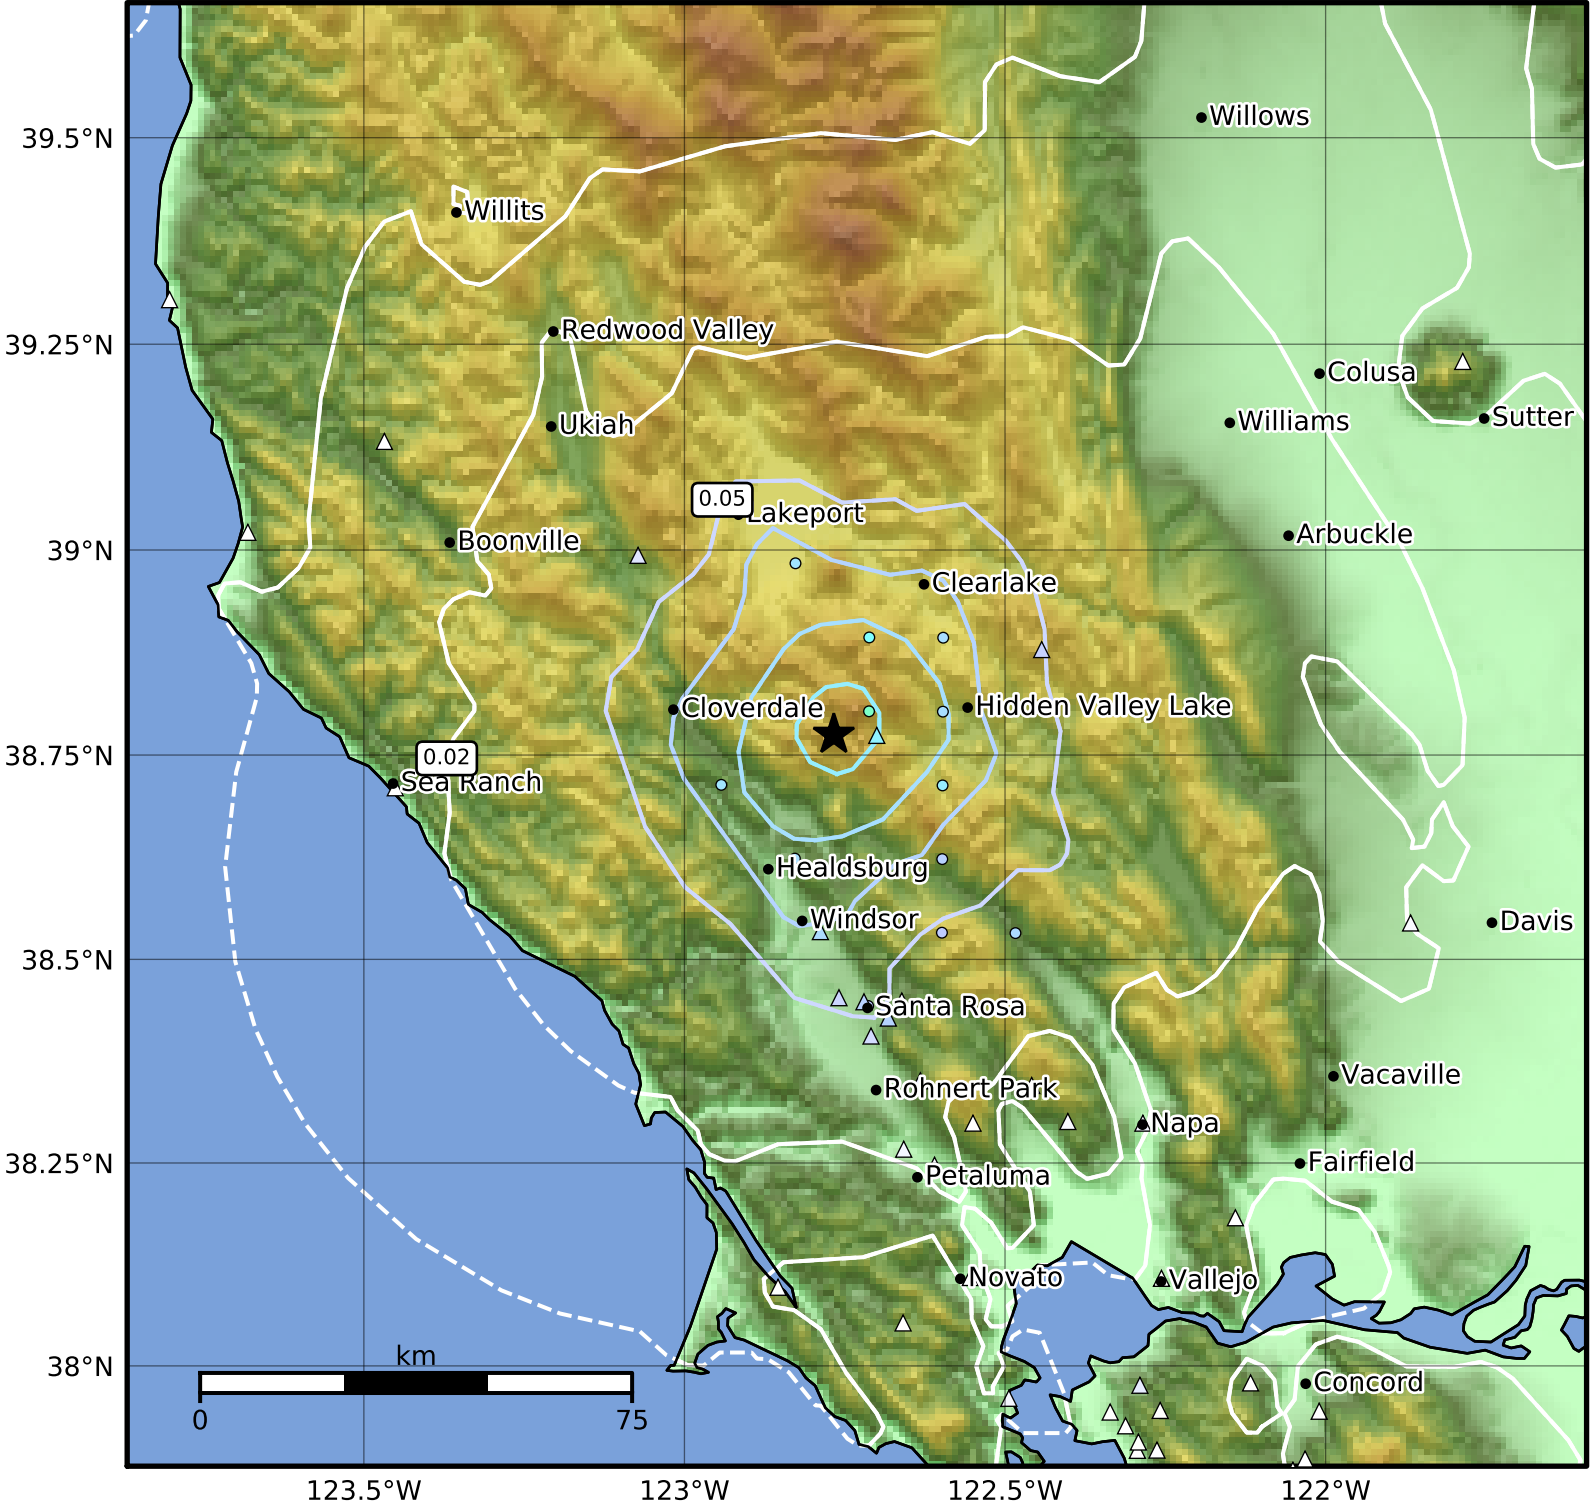 39.5°N
39.25°N
39°N
38.75°N
38.5°N
38.25°N
38°N
Willows
Willits
Redwood Valley
Colusa
Sutter
Ukiah
Williams
0.05
Lakeport
Arbuckle
Boonville
Clearlake
Cloverdale
Hidden Valley Lake
0.02
Sea Ranch
Healdsburg
Windsor
Davis
Santa Rosa
Vacaville
Rohnert Park
Napa
Fairfield
Petaluma
Novato
Vallejo
Concord
km
0
75
123.5°W
123°W
122.5°W
122°W